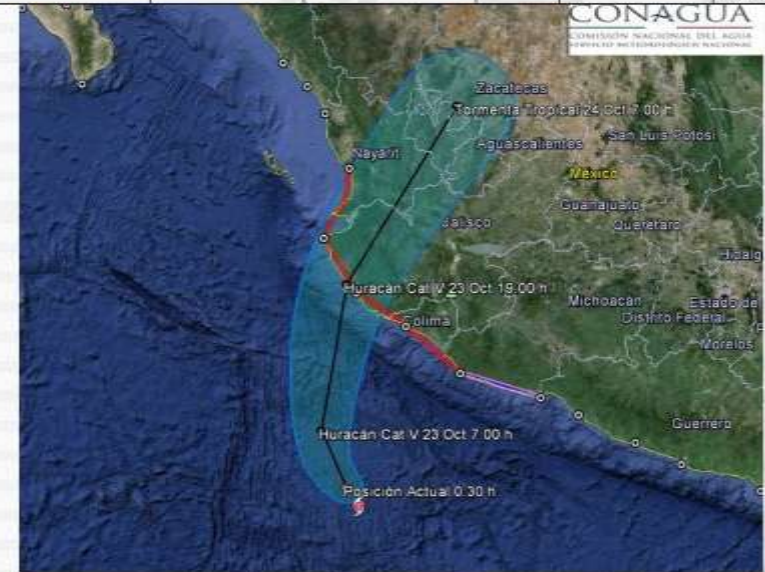 CONAGUA
COMISIÓN NACIONAL DEL AGUA
SERVICIO METEOROLÓGICO NACIONAL
Zacatecas
Tormenta Tropical 24 Oct 7.00 h
San Luis Potosí
Aguascalientes
Nayarit
México
Guanajuato
Jalisco
Querétaro
Hidalg
Huracán Cat V 23 Oct 19.00 h
Michoacán
Estado de
Distrito Federal
Colima
Morelos
Guerrero
Huracán Cat V 23 Oct 7.00 h
Posición Actual 0.30 h